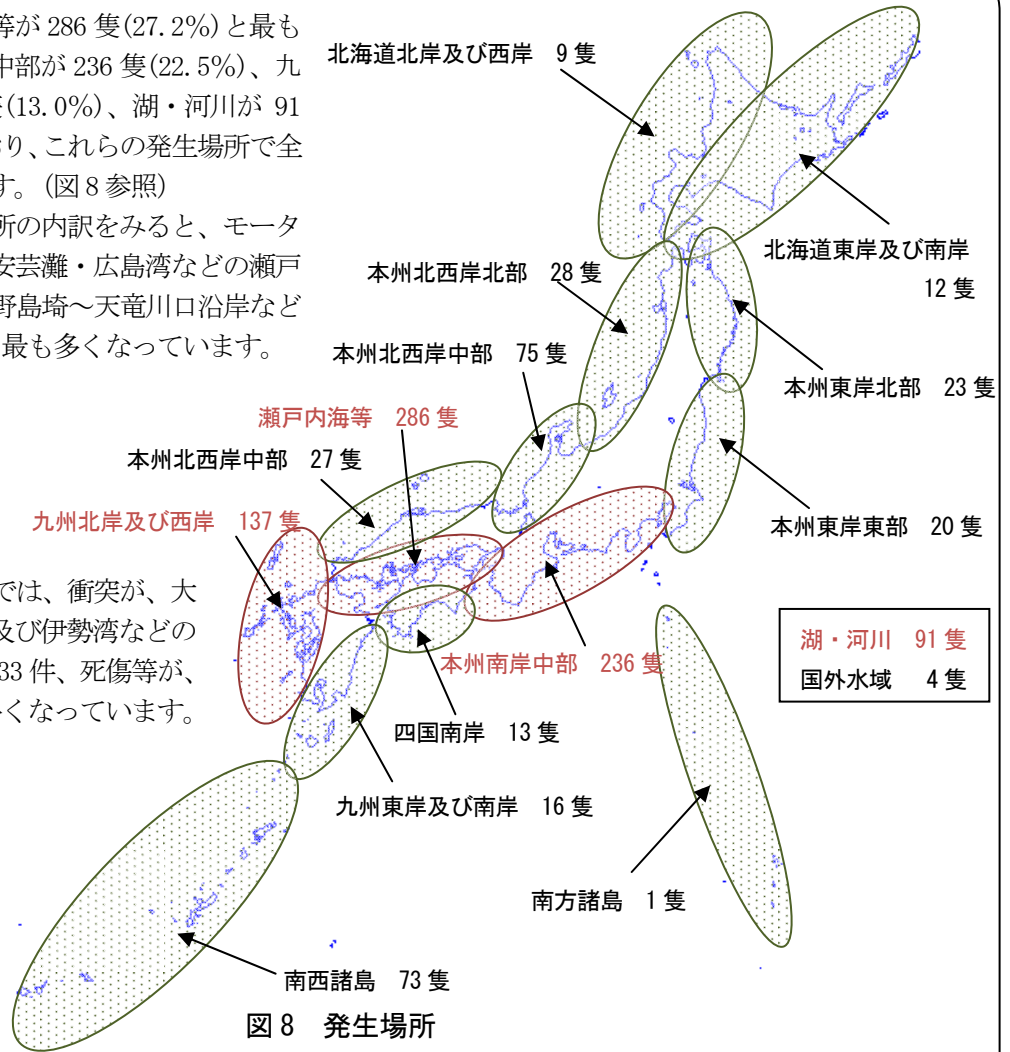 等が 286 隻(27.2%)と最も
中部が 236 隻(22.5%)、九
(13.0%)、湖・河川が 91
り、これらの発生場所で全
す。(図8参照)
所の内訳をみると、モータ
安芸灘・広島湾などの瀬戸
野島埼～天竜川口沿岸など
最も多くなっています。
北海道北岸及び西岸 9 隻
北海道東岸及び南岸
12 隻
本州北西岸北部 28 隻
本州北西岸中部 75 隻
本州東岸北部 23 隻
瀬戸内海等 286 隻
本州北西岸中部 27 隻
九州北岸及び西岸 137 隻
本州東岸東部 20 隻
では、衝突が、大
及び伊勢湾などの
33 件、死傷等が、
くなっています。
湖・河川 91 隻
国外水域 4 隻
本州南岸中部 236 隻
四国南岸 13 隻
九州東岸及び南岸 16 隻
南方諸島 1 隻
南西諸島 73 隻
図8 発生場所